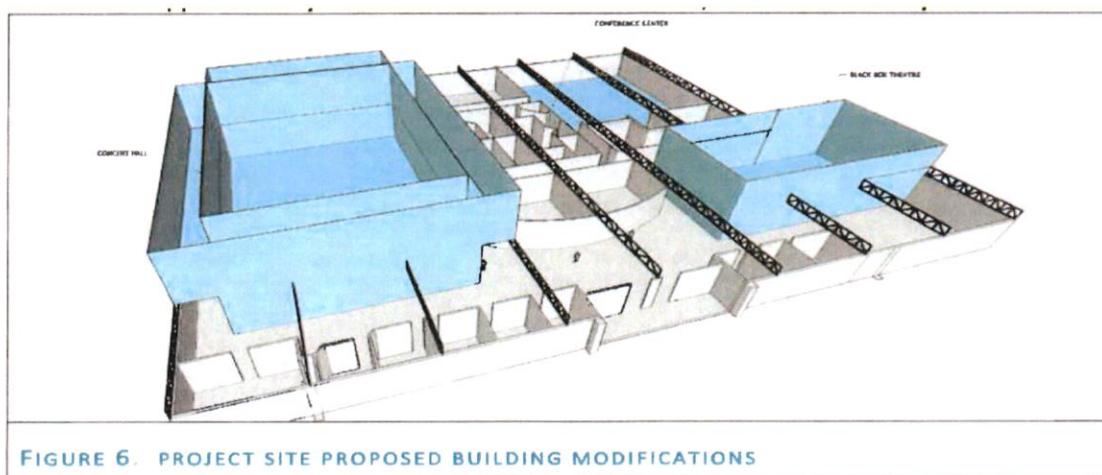 CONFERENCE CENTER
BLACK BOX THEATRE
CONCERT HALL
FIGURE 6. PROJECT SITE PROPOSED BUILDING MODIFICATIONS